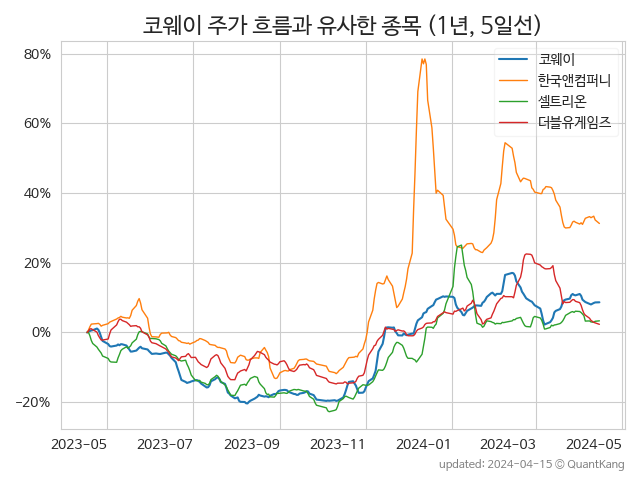 코웨이 주가 흐름과 유사한 종목 (1년, 5일선)
코웨이
한국앤컴퍼니
셀트리온
더블유게임즈
80%
60%
40%
20%
0%
−20%
2023-05 2023-07 2023-09 2023-11 2024-01 2024-03 2024-05
updated: 2024-04-15 © QuantKang